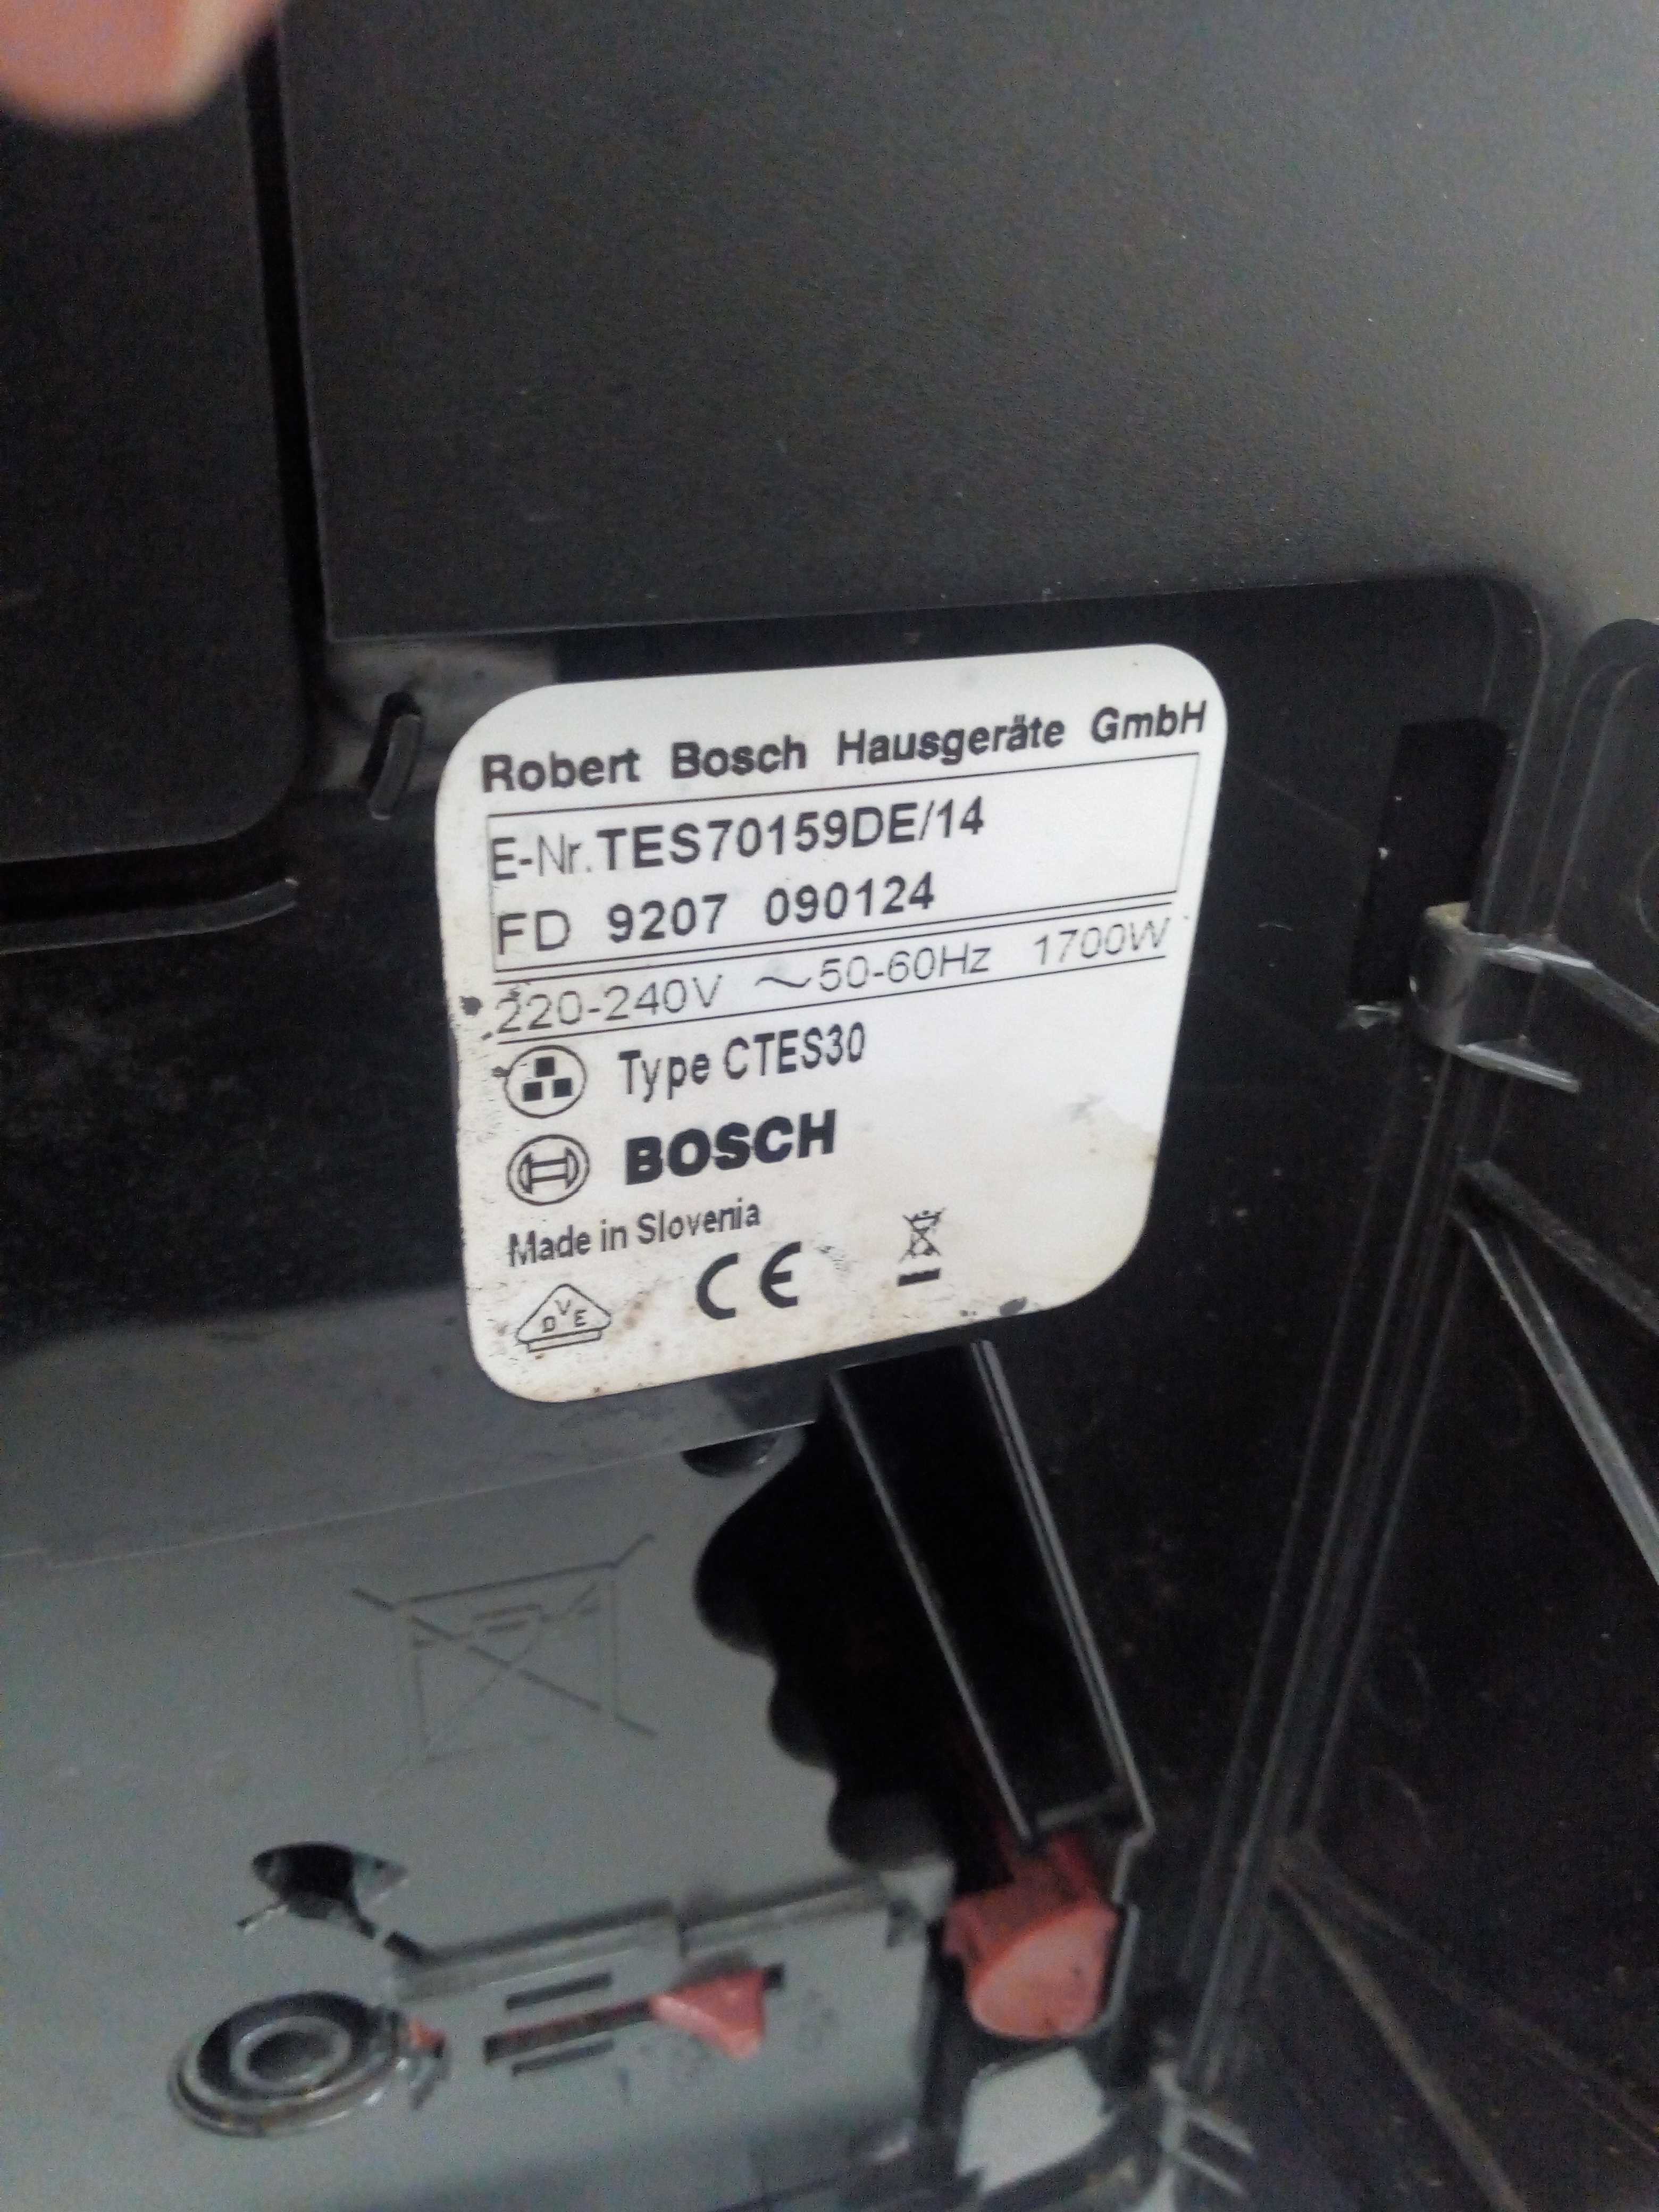 Robert Bosch Hausgeräte GmbH
E-Nr.TES70159DE/14
FD 9207 090124
220-240V ~50-60Hz 1700W
Type CTES30
BOSCH
Made in Slovenia
DVE CE